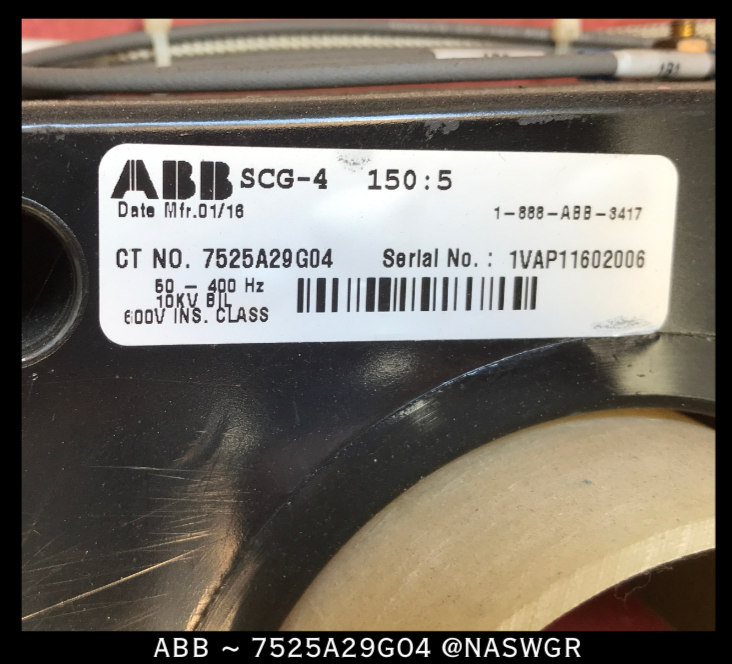 ABB SCG-4 150:5
Date Mfr.01/16 1-888-ABB-3417
CT NO. 7525A29G04 Serial No.: 1VAP11602006
50 - 400 Hz
10KV BIL
600V INS. CLASS
ABB ~ 7525A29G04 @NASWGR